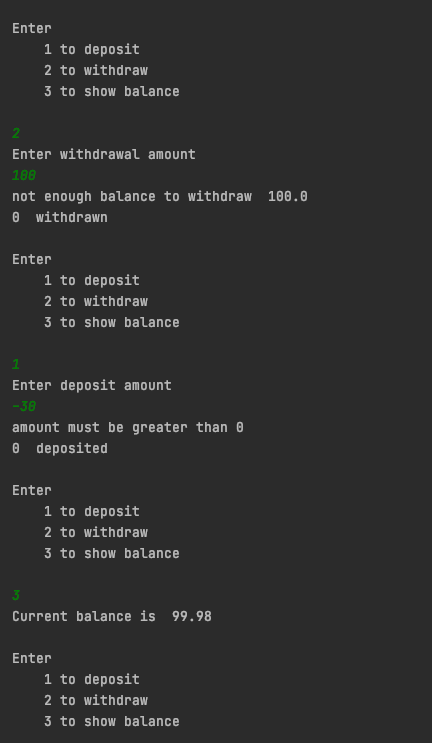 Enter
    1 to deposit
    2 to withdraw
    3 to show balance
2
Enter withdrawal amount
100
not enough balance to withdraw  100.0
0  withdrawn
Enter
    1 to deposit
    2 to withdraw
    3 to show balance
1
Enter deposit amount
-30
amount must be greater than 0
0  deposited
Enter
    1 to deposit
    2 to withdraw
    3 to show balance
3
Current balance is  99.98
Enter
    1 to deposit
    2 to withdraw
    3 to show balance